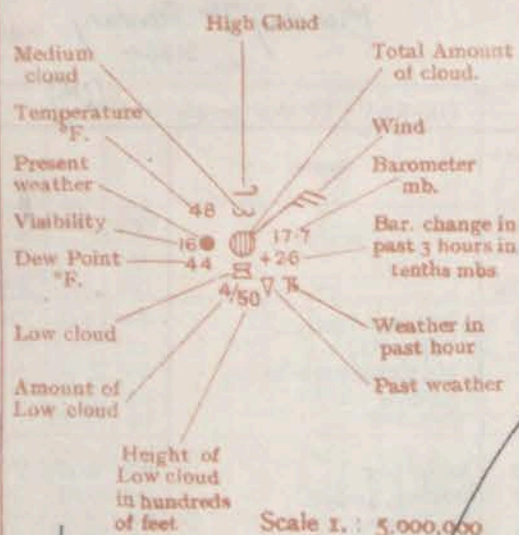 High Cloud
Medium
cloud
Total Amount
of cloud.
Temperature
°F.
Wind
Present
weather
Barometer
mb.
48
Visibility
16
17·7
Bar. change in
past 3 hours in
tenths mbs
Dew Point
°F.
44
+26
4/50
Low cloud
Weather in
past hour
Amount of
Low cloud
Past weather
Height of
Low cloud
in hundreds
of feet
Scale 1. : 5,000,000